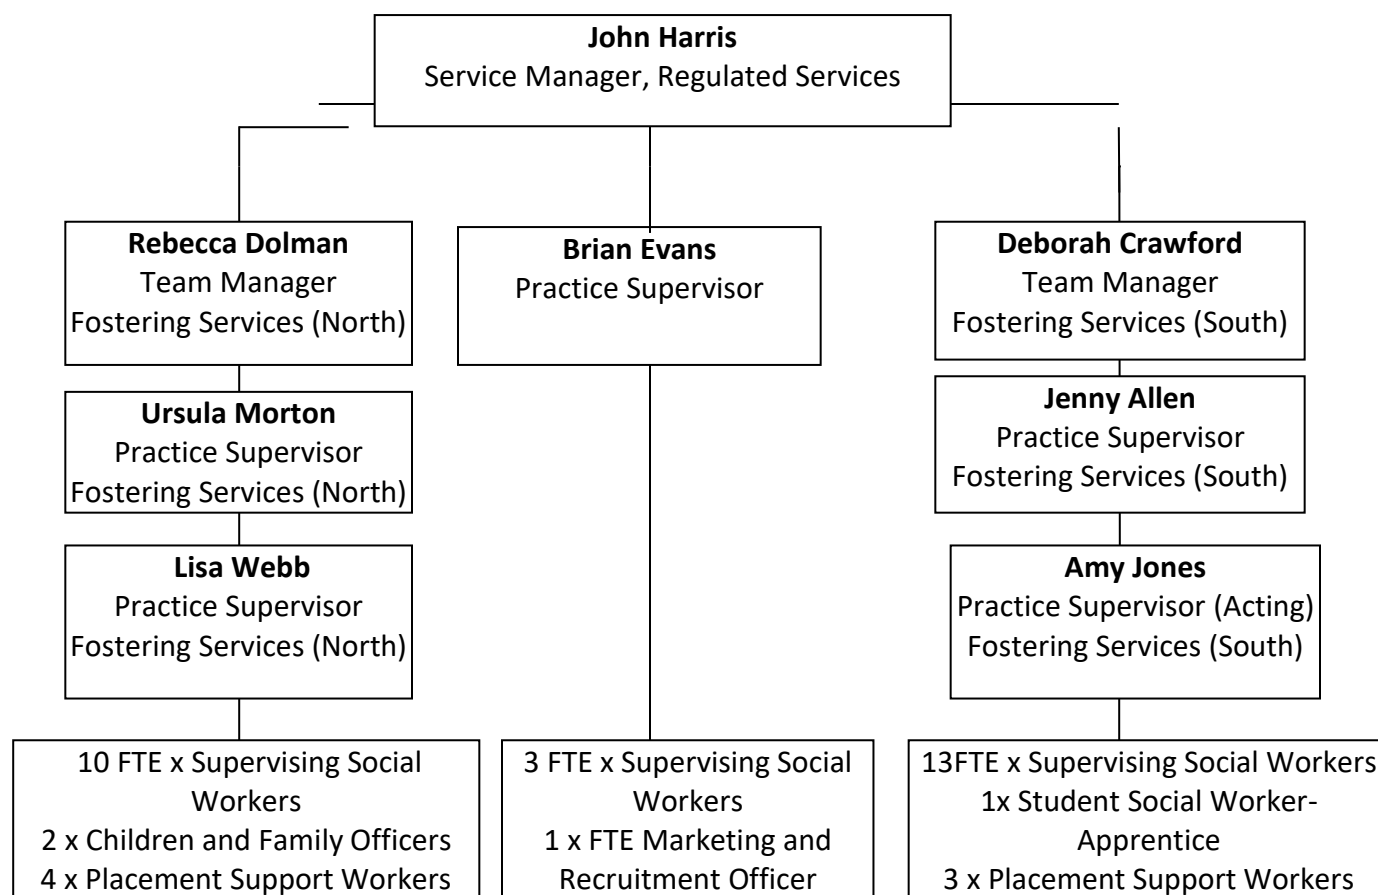 John Harris
Service Manager, Regulated Services
Rebecca Dolman
Team Manager
Fostering Services (North)
Brian Evans
Practice Supervisor
Deborah Crawford
Team Manager
Fostering Services (South)
Ursula Morton
Practice Supervisor
Fostering Services (North)
Jenny Allen
Practice Supervisor
Fostering Services (South)
Lisa Webb
Practice Supervisor
Fostering Services (North)
Amy Jones
Practice Supervisor (Acting)
Fostering Services (South)
10 FTE x Supervising Social
Workers
2 x Children and Family Officers
4 x Placement Support Workers
3 FTE x Supervising Social
Workers
1 x FTE Marketing and
Recruitment Officer
13FTE x Supervising Social Workers
1x Student Social Worker-
Apprentice
3 x Placement Support Workers